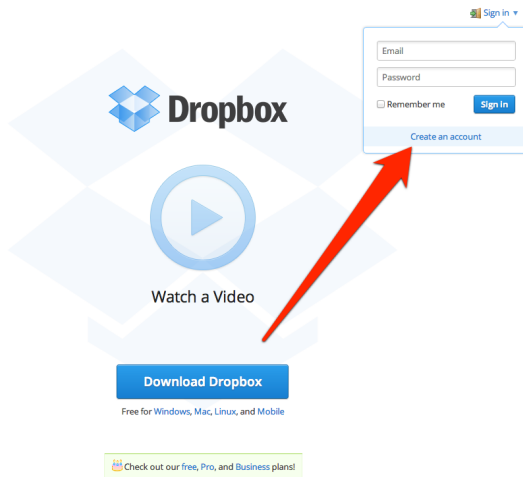 Sign in ▼
Email
Password
Remember me
Sign In
Create an account
Dropbox
Watch a Video
Download Dropbox
Free for Windows, Mac, Linux, and Mobile
Check out our free, Pro, and Business plans!